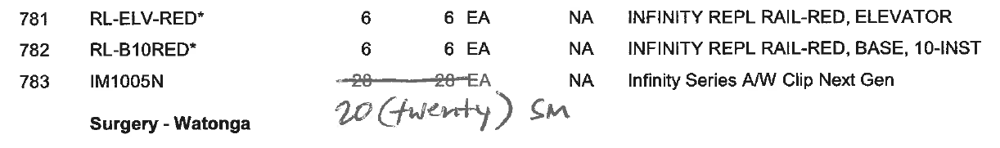 781 RL-ELV-RED* 6 6 EA NA INFINITY REPL RAIL-RED, ELEVATOR
782 RL-B10RED* 6 6 EA NA INFINITY REPL RAIL-RED, BASE, 10-INST
783 IM1005N 28 28 EA NA Infinity Series A/W Clip Next Gen
20 (twenty) SM
Surgery - Watonga